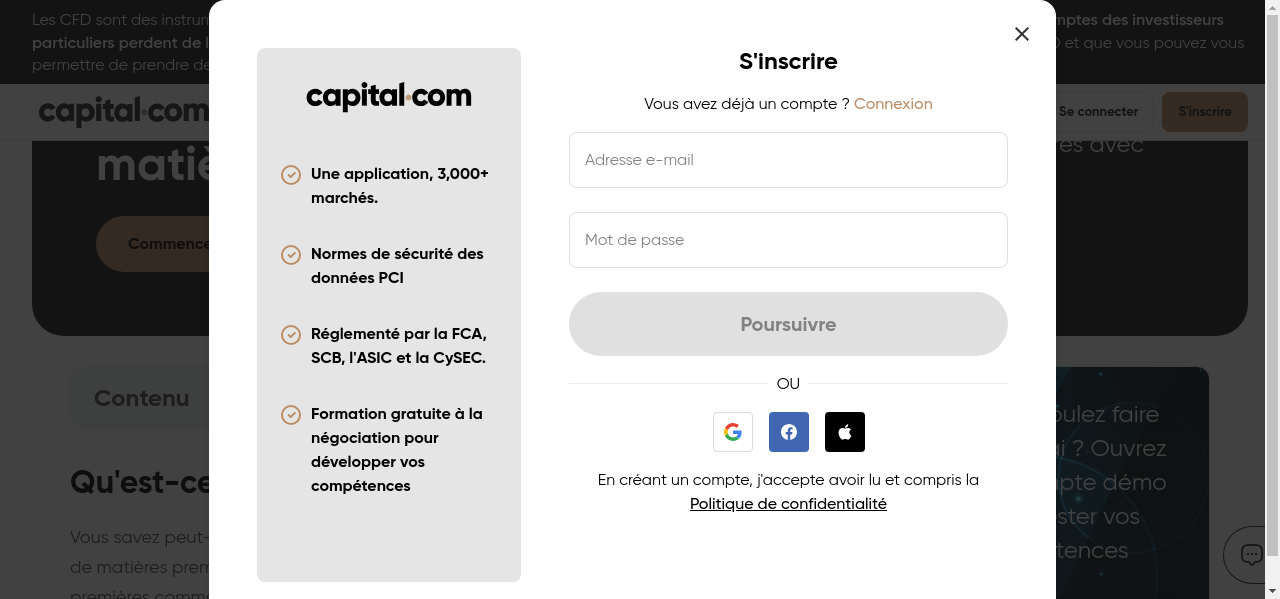 Les CFD sont des instrum
mptes des investisseurs
particuliers perdent de l
et que vous pouvez vous
permettre de prendre de
capital.com
Se connecter
S'inscrire
matiè
res avec
Commence
Contenu
Qu'est-ce
Vous savez peut-
de matières prem
premières comme
capital.com
Une application, 3,000+
marchés.
Normes de sécurité des
données PCI
Réglementé par la FCA,
SCB, l'ASIC et la CySEC.
Formation gratuite à la
négociation pour
développer vos
compétences
S'inscrire
Vous avez déjà un compte ? Connexion
Adresse e-mail
Mot de passe
Poursuivre
OU
En créant un compte, j'accepte avoir lu et compris la
Politique de confidentialité
oulez faire
ai ? Ouvrez
pte démo
ster vos
tences